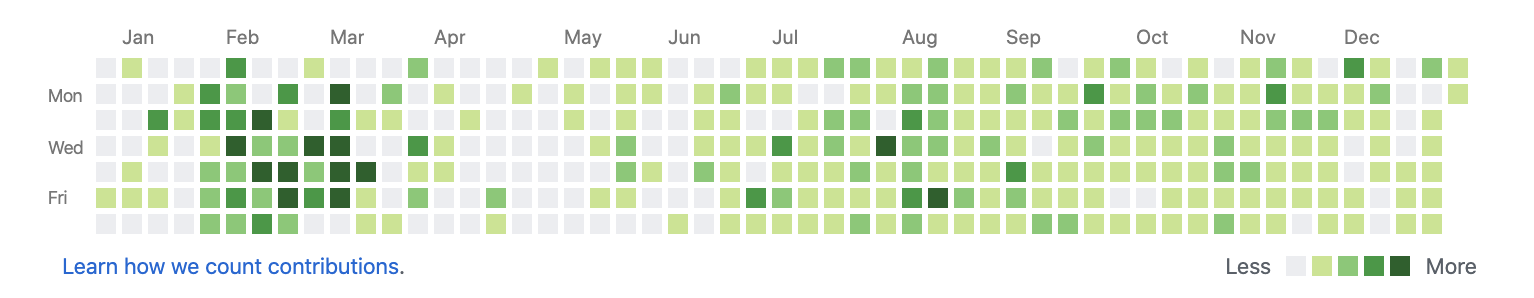 Jan Feb Mar Apr May Jun Jul Aug Sep Oct Nov Dec
Mon
Wed
Fri
Learn how we count contributions. Less More